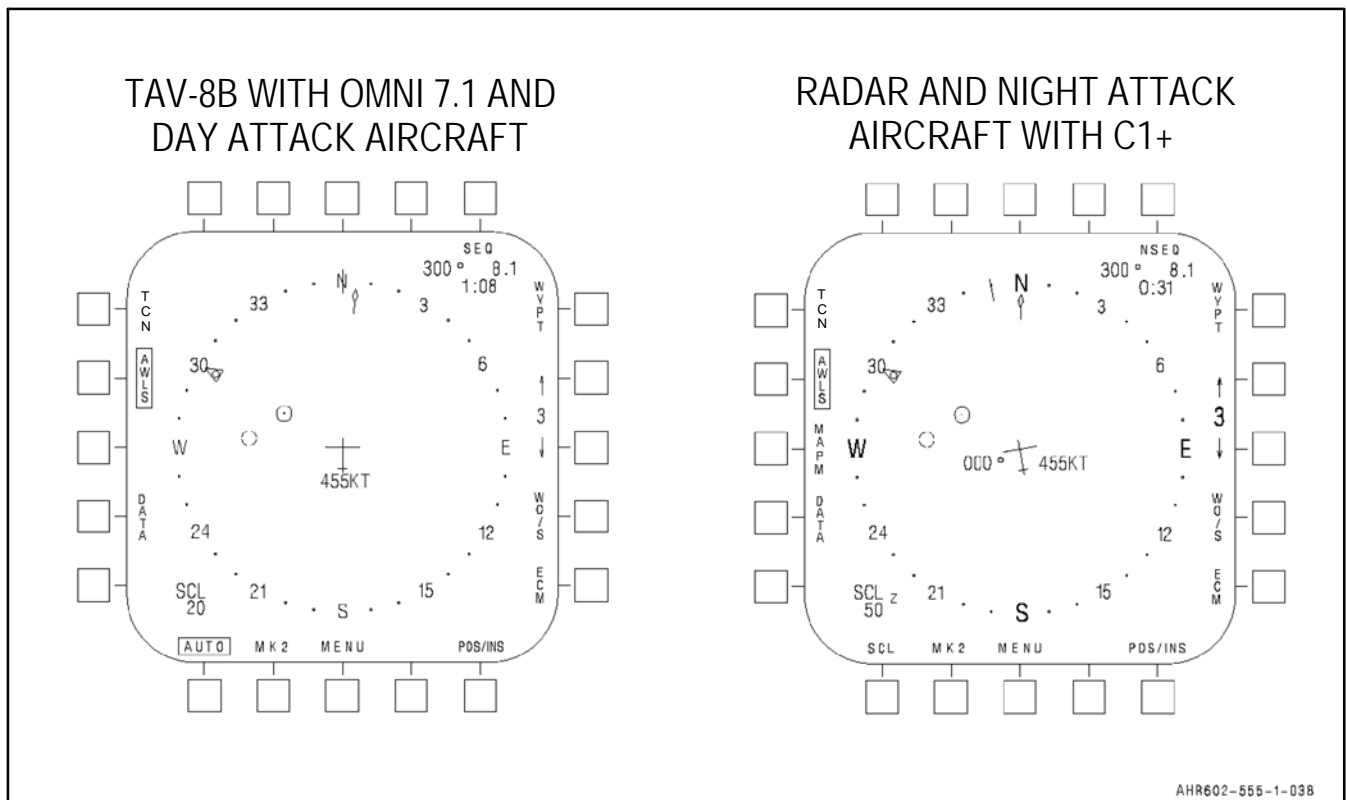 TAV-8B WITH OMNI 7.1 AND
DAY ATTACK AIRCRAFT
SEQ
300° 8.1
1:08
N
33
3
TCN
WYPT
30
6
AWLS
3
W
E
455KT
DATA
WO/S
24
12
SCL
20
21
15
ECM
S
AUTO
MK2
MENU
POS/INS
RADAR AND NIGHT ATTACK
AIRCRAFT WITH C1+
NSEQ
300° 8.1
0:31
N
33
3
TCN
WYPT
30
6
AWLS
3
MAPM
W
E
000°
455KT
DATA
WO/S
24
12
SCL Z
50
21
15
ECM
S
SCL
MK2
MENU
POS/INS
AHR602-555-1-038